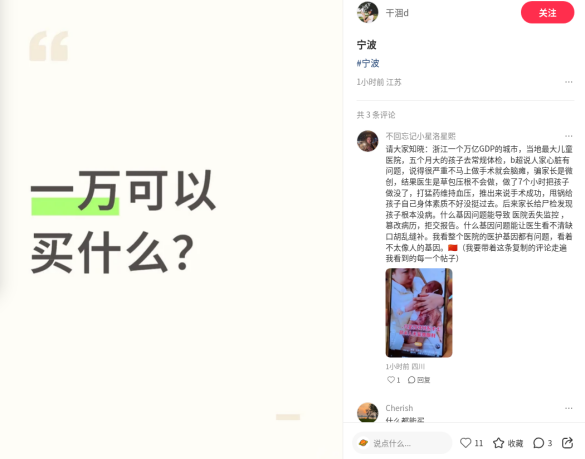 一万可以
买什么?
干涸d
关注
宁波
#宁波
1小时前 江苏
共 3 条评论
不回忘记小星洛星熙
请大家知晓:浙江一个万亿GDP的城市,当地最大儿童
医院,五个月大的孩子去常规体检,b超说人家心脏有
问题,说得很严重不马上做手术就会脑瘫,骗家长是微
创,结果医生是草包压根不会做,做了7个小时把孩子
做没了,打猛药维持血压,推出来说手术成功,甩锅给
孩子自己身体素质不好没挺过去。后来家长给尸检发现
孩子根本没病。什么基因问题能导致 医院丢失监控,
篡改病历,拒交报告。什么基因问题能让医生看不清缺
口胡乱缝补。我看整个医院的医护基因都有问题,看着
不太像人的基因。🇨🇳(我要带着这条复制的评论走遍
我看到的每一个帖子)
1小时前 四川
1
回复
Cherish
什么都能买
说点什么...
11
收藏
3